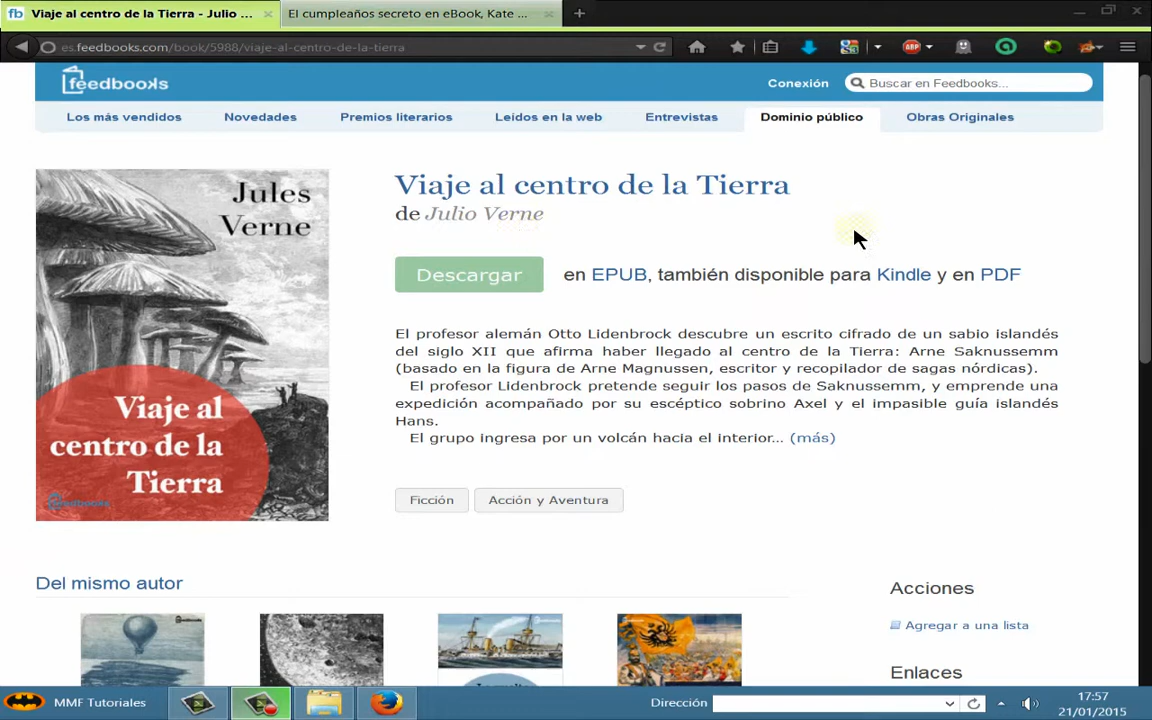 Viaje al centro de la Tierra - Julio ...
El cumpleaños secreto en eBook, Kate ...
es.feedbooks.com/book/5988/viaje-al-centro-de-la-tierra
feedbooks
Conexión
Buscar en Feedbooks...
Los más vendidos
Novedades
Premios literarios
Leídos en la web
Entrevistas
Dominio público
Obras Originales
Jules
Verne
Viaje al
centro de la
Tierra
feedbooks
Viaje al centro de la Tierra
de Julio Verne
Descargar
en EPUB, también disponible para Kindle y en PDF
El profesor alemán Otto Lidenbrock descubre un escrito cifrado de un sabio islandés
del siglo XII que afirma haber llegado al centro de la Tierra: Arne Saknussemm
(basado en la figura de Arne Magnussen, escritor y recopilador de sagas nórdicas).
El profesor Lidenbrock pretende seguir los pasos de Saknussemm, y emprende una
expedición acompañado por su escéptico sobrino Axel y el impasible guía islandés
Hans.
El grupo ingresa por un volcán hacia el interior... (más)
Ficción
Acción y Aventura
Del mismo autor
Acciones
Agregar a una lista
Enlaces
MMF Tutoriales
Dirección
17:57
21/01/2015